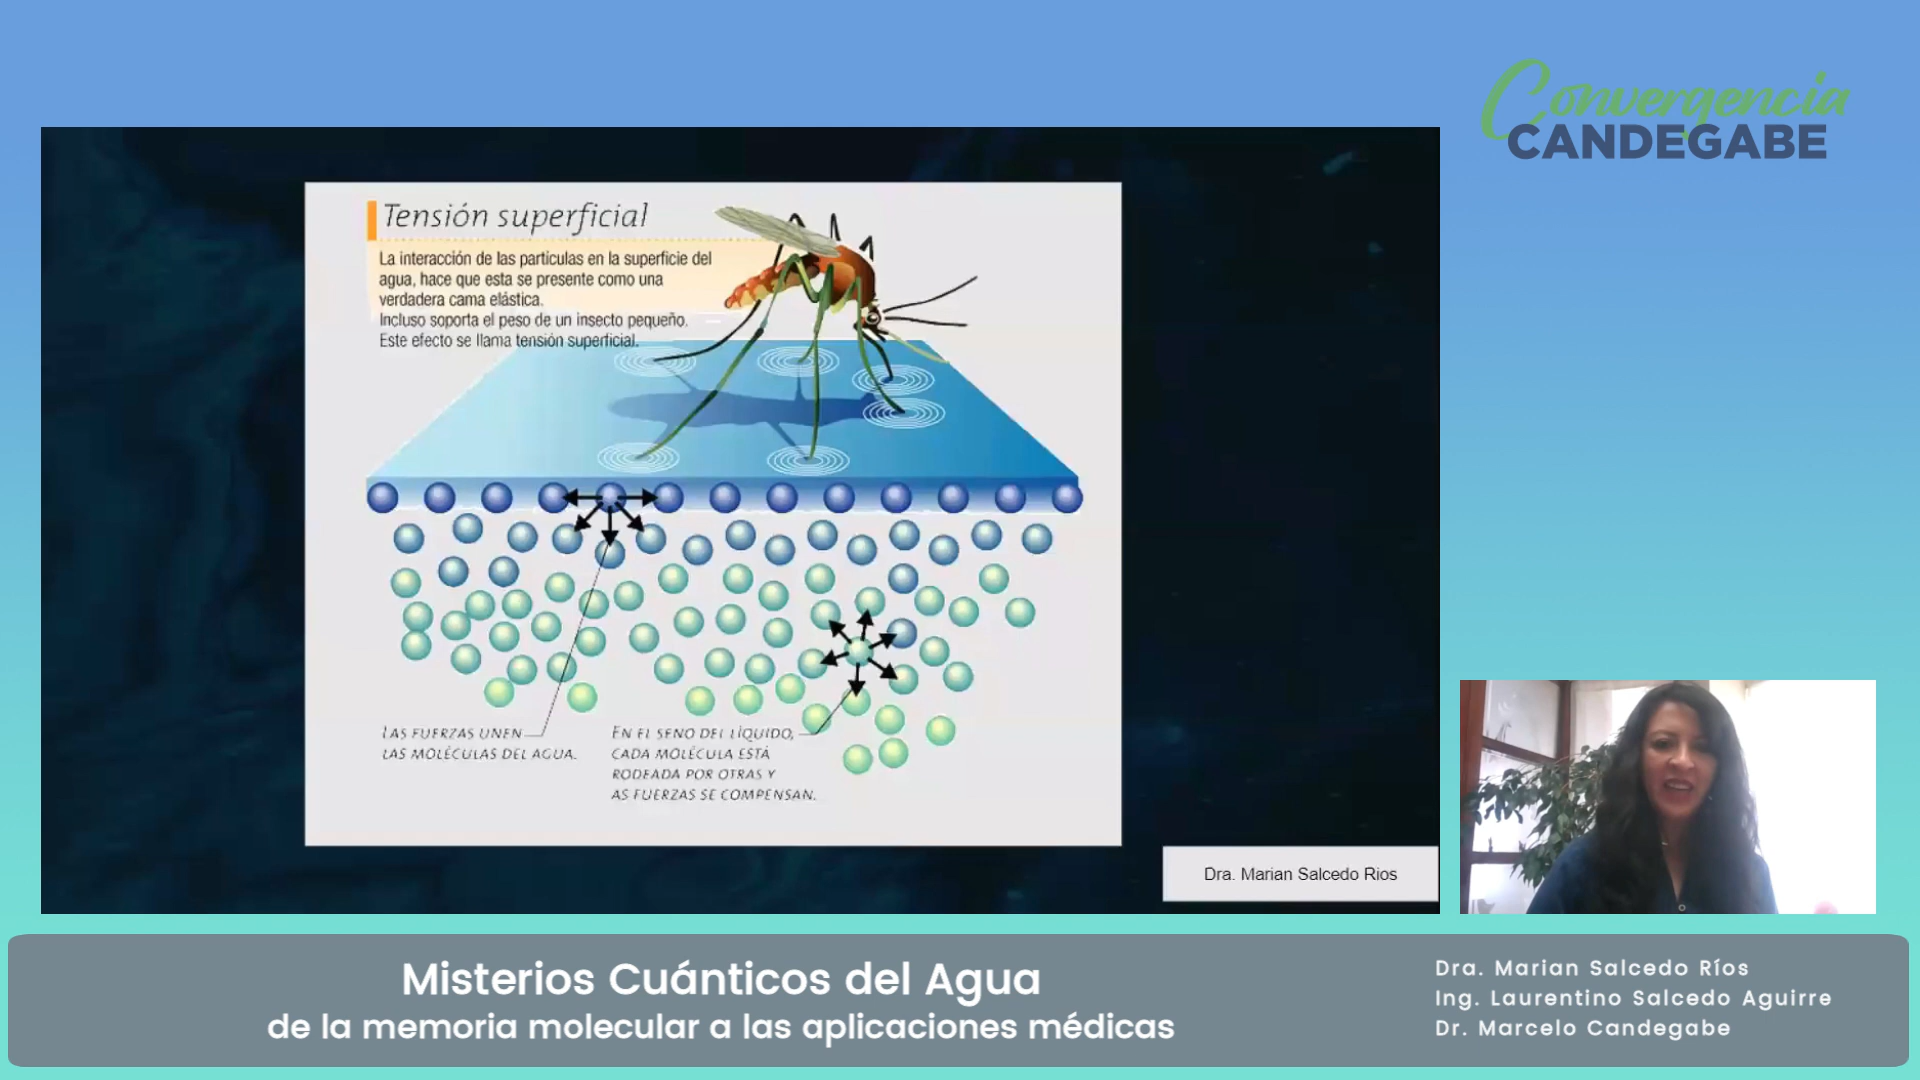 Convergencia
CANDEGABE
Tensión superficial
La interacción de las partículas en la superficie del
agua, hace que esta se presente como una
verdadera cama elástica.
Incluso soporta el peso de un insecto pequeño.
Este efecto se llama tensión superficial.
LAS FUERZAS UNEN
LAS MOLÉCULAS DEL AGUA.
EN EL SENO DEL LÍQUIDO,
CADA MOLÉCULA ESTÁ
RODEADA POR OTRAS Y
AS FUERZAS SE COMPENSAN.
Dra. Marian Salcedo Rios
Misterios Cuánticos del Agua
de la memoria molecular a las aplicaciones médicas
Dra. Marian Salcedo Ríos
Ing. Laurentino Salcedo Aguirre
Dr. Marcelo Candegabe